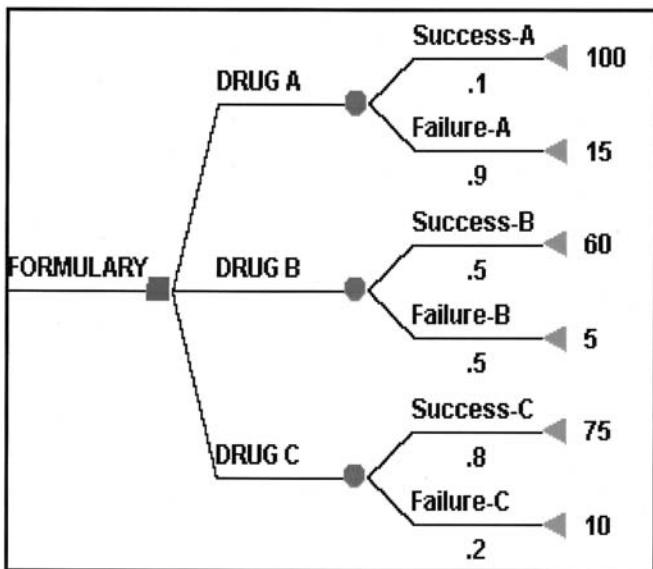 Success-A
100
DRUG A
.1
Failure-A
15
.9
Success-B
60
FORMULARY
DRUG B
.5
Failure-B
5
.5
Success-C
75
DRUG C
.8
Failure-C
10
.2